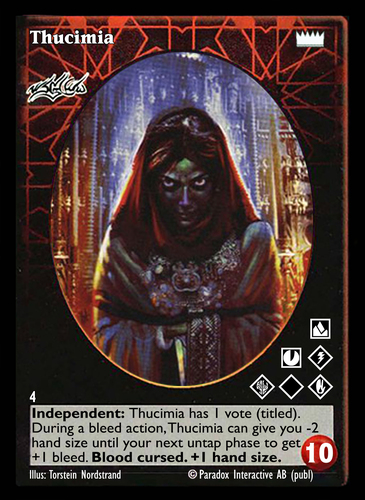 Thucimia
4
Independent: Thucimia has 1 vote (titled).
During a bleed action, Thucimia can give you -2
hand size until your next untap phase to get
+1 bleed. Blood cursed. +1 hand size.
10
Illus: Torstein Nordstrand
© Paradox Interactive AB (publ)